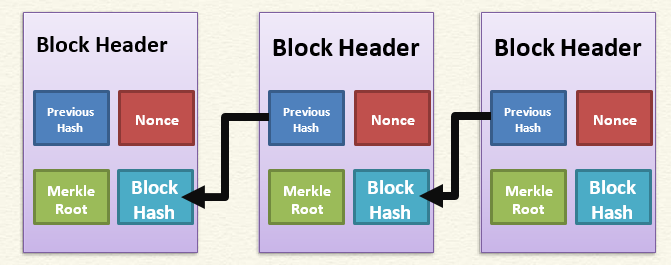 Block Header
Previous
Hash
Nonce
Merkle
Root
Block
Hash
Block Header
Previous
Hash
Nonce
Merkle
Root
Block
Hash
Block Header
Previous
Hash
Nonce
Merkle
Root
Block
Hash